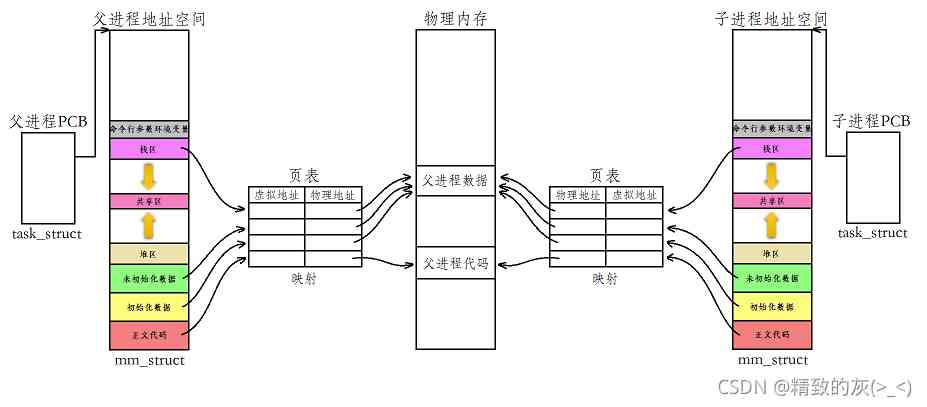 父进程地址空间
物理内存
子进程地址空间
父进程PCB
子进程PCB
命令行参数环境变量
命令行参数环境变量
栈区
栈区
页表
页表
父进程数据
虚拟地址 物理地址
物理地址 虚拟地址
共享区
共享区
task_struct
task_struct
堆区
堆区
父进程代码
未初始化数据
映射
映射
未初始化数据
初始化数据
初始化数据
正文代码
正文代码
mm_struct
mm_struct
CSDN @精致的灰(>_<)